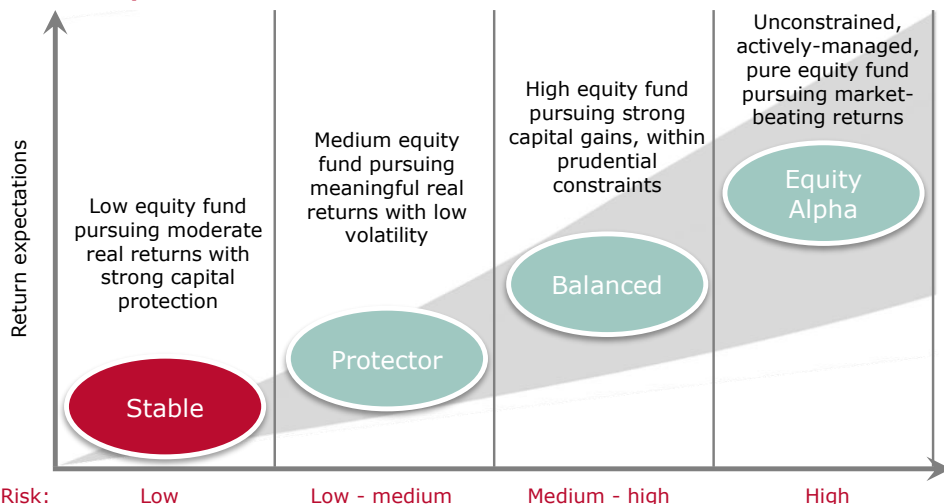 Unconstrained,
actively-managed,
pure equity fund
pursuing market-
beating returns
High equity fund
pursuing strong
capital gains, within
prudential
constraints
Medium equity
fund pursuing
meaningful real
returns with low
volatility
Low equity fund
pursuing moderate
real returns with
strong capital
protection
Return expectations
Equity
Alpha
Balanced
Protector
Stable
Risk: Low Low - medium Medium - high High